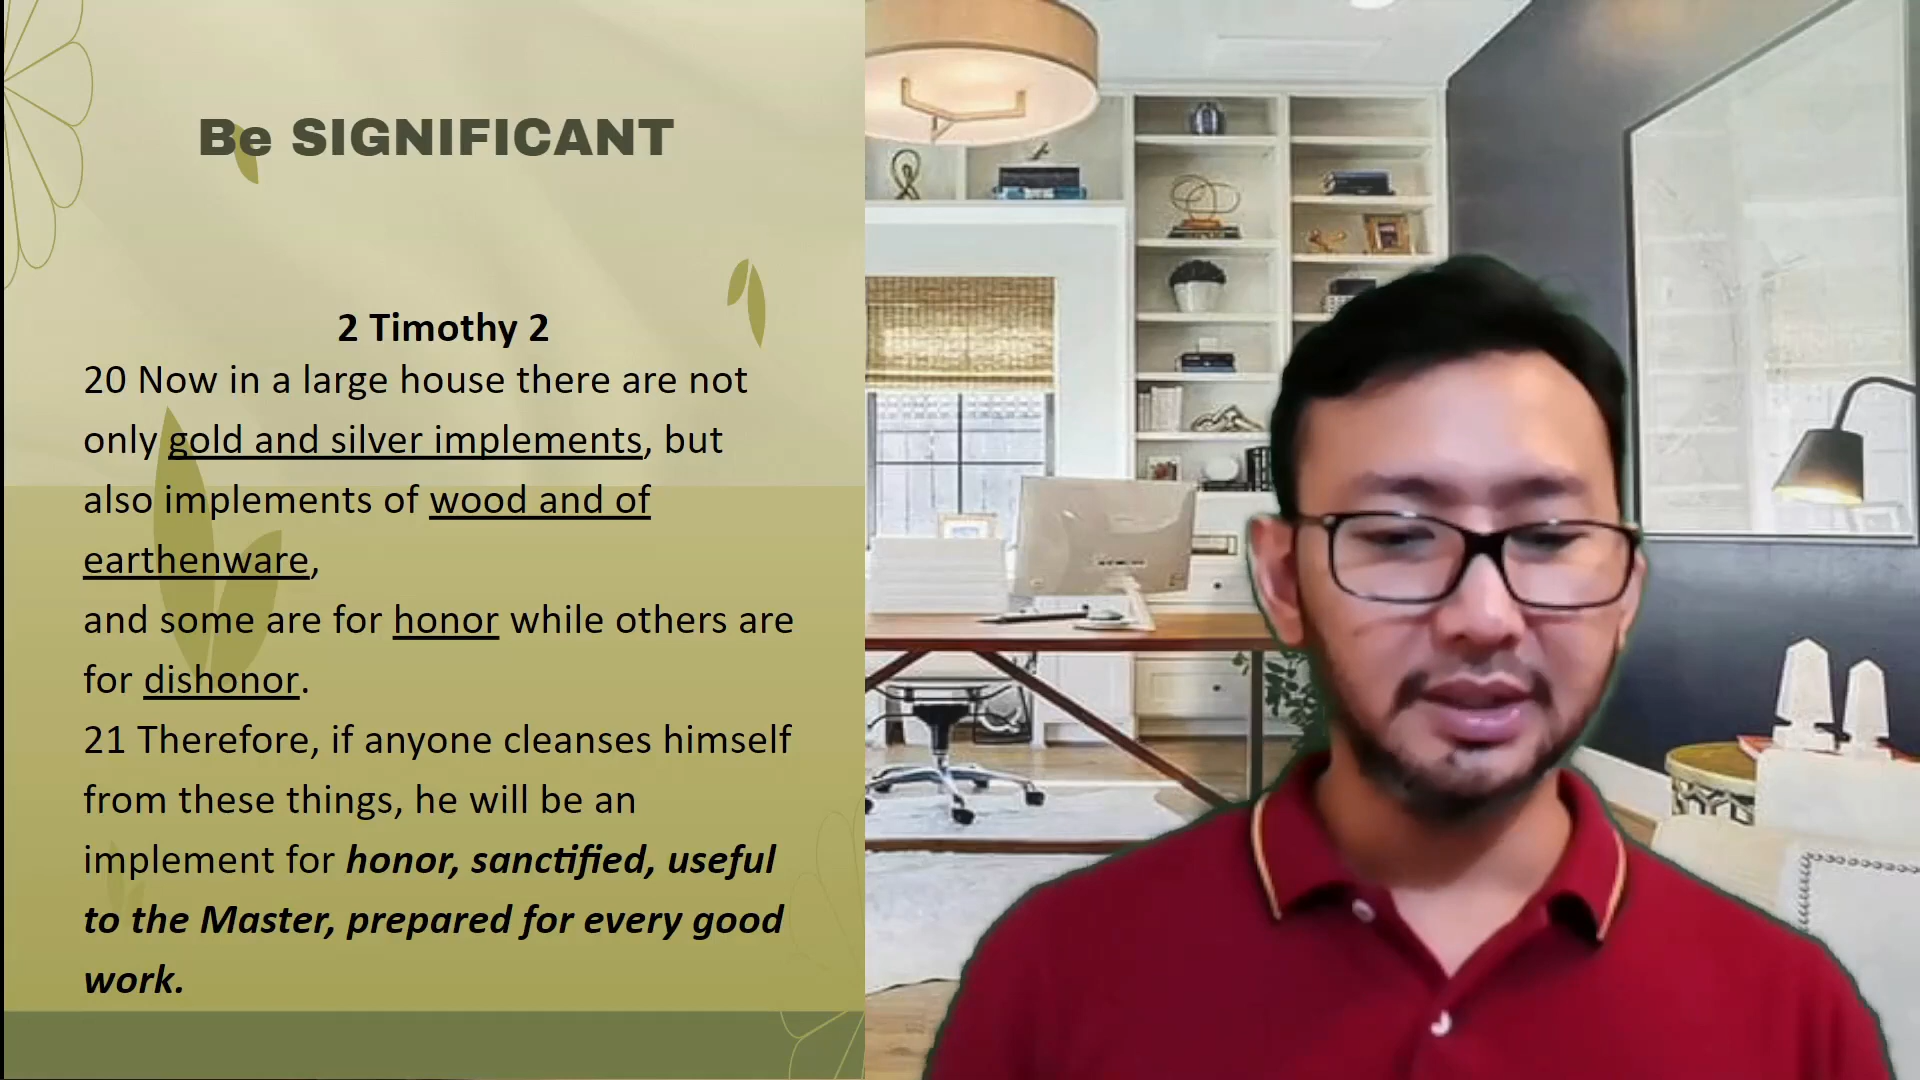 Be SIGNIFICANT
2 Timothy 2
20 Now in a large house there are not
only gold and silver implements, but
also implements of wood and of
earthenware,
and some are for honor while others are
for dishonor.
21 Therefore, if anyone cleanses himself
from these things, he will be an
implement for honor, sanctified, useful
to the Master, prepared for every good
work.